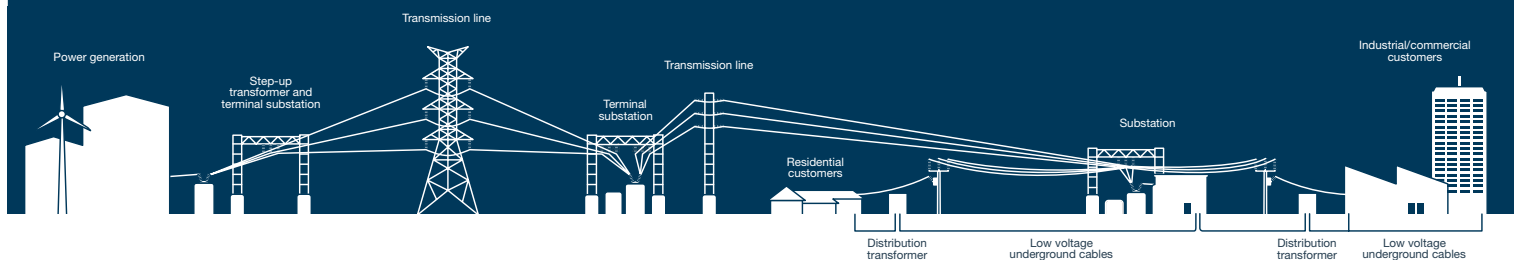 Power generation
Step-up
transformer and
terminal substation
Transmission line
Terminal
substation
Transmission line
Residential
customers
Substation
Industrial/commercial
customers
Distribution
transformer
Low voltage
underground cables
Distribution
transformer
Low voltage
underground cables